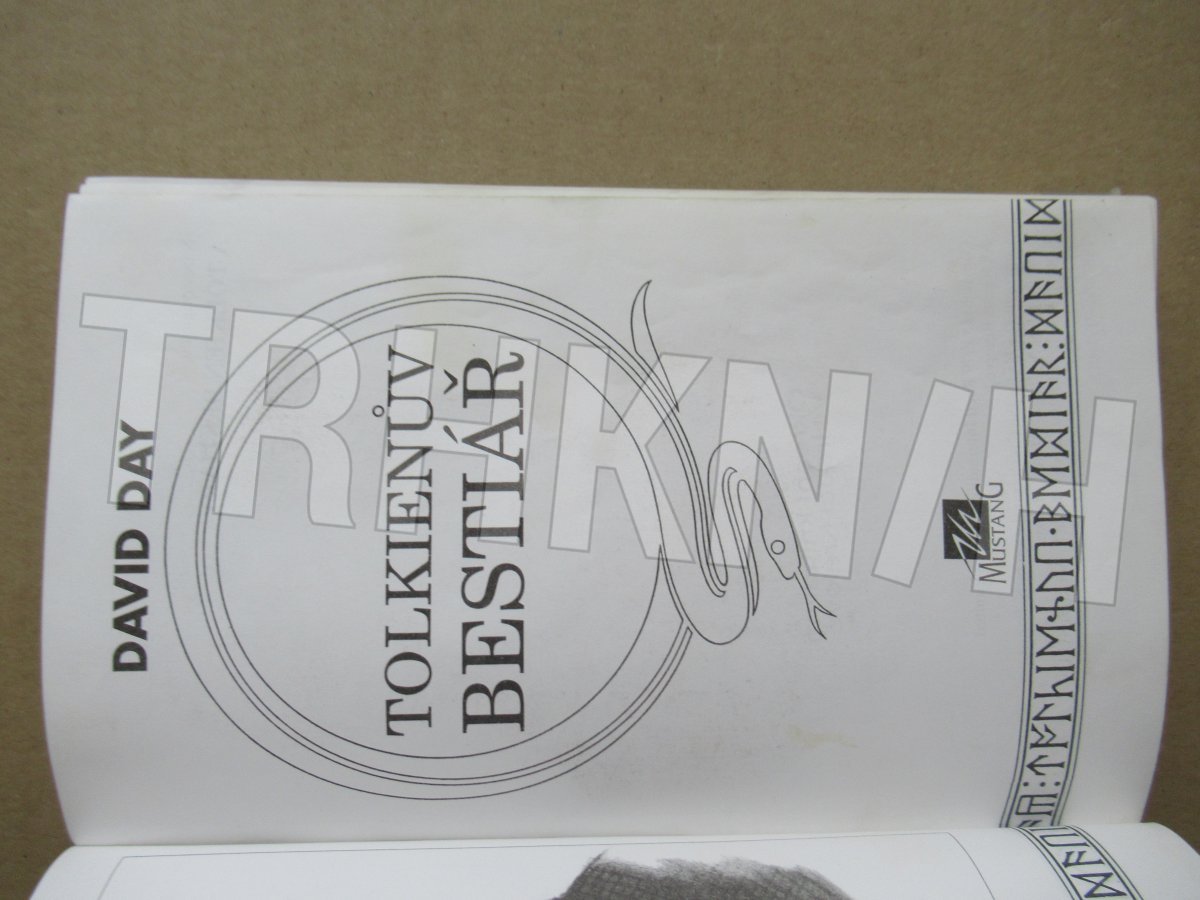 DAVID DAY
TOLKIENŮV
BESTIÁŘ
MUSTANG
TRHKNIH